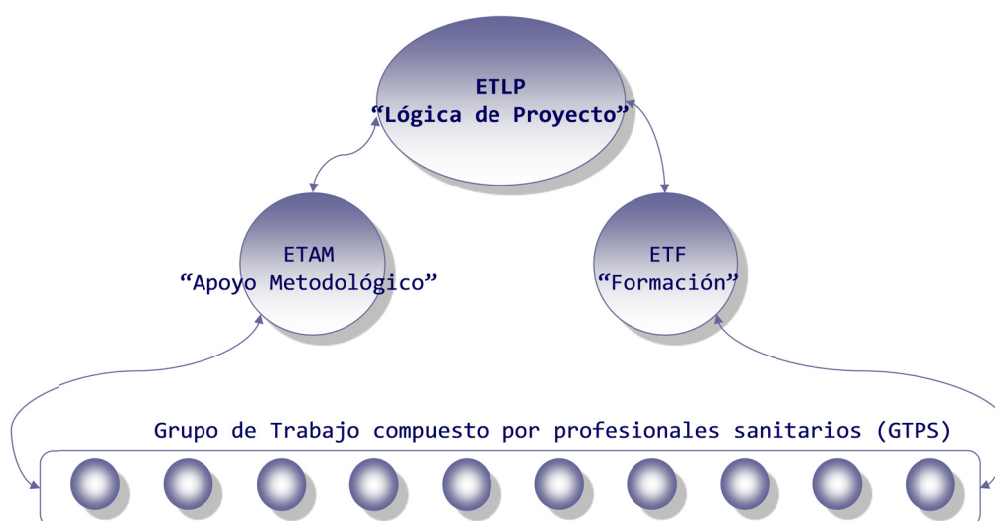 ETLP
“Lógica de Proyecto”
ETAM
“Apoyo Metodológico”
ETF
“Formación”
Grupo de Trabajo compuesto por profesionales sanitarios (GTPS)